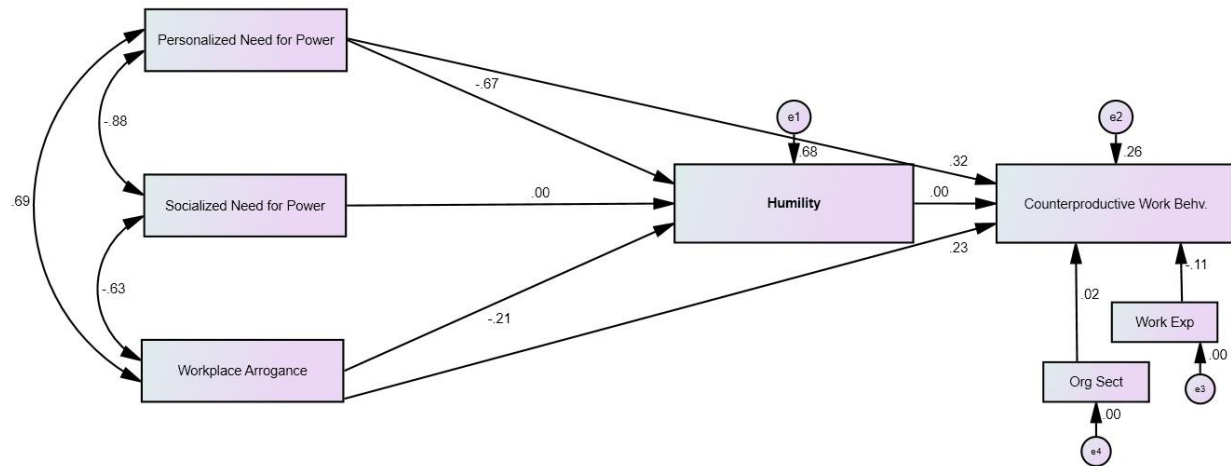 Personalized Need for Power
-.67
e1
e2
-.88
.68
.32
.26
.69
Socialized Need for Power
.00
Humility
.00
Counterproductive Work Behv.
.23
-.63
-.11
.02
-.21
Work Exp
.00
Workplace Arrogance
Org Sect
e3
.00
e4